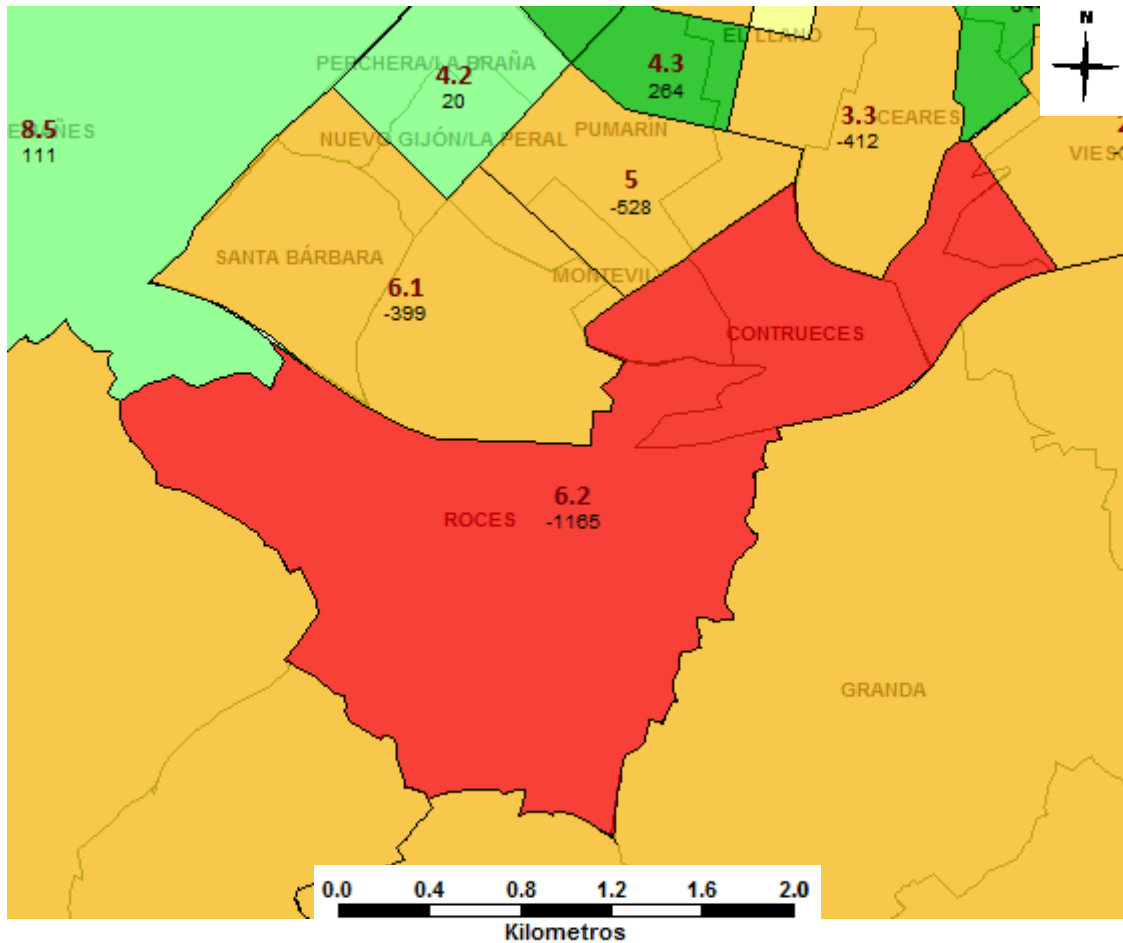 N
EL LLANO
PERCHERA/LA BRAÑA
4.2
20
4.3
264
8.5
111
3.3
-412
CEARES
NUEVO GIJÓN/LA PERAL
PUMARÍN
5
-528
SANTA BÁRBARA
MONTEVIL
6.1
-399
CONTRUECES
6.2
-1165
ROCES
GRANDA
0.0 0.4 0.8 1.2 1.6 2.0
Kilometros